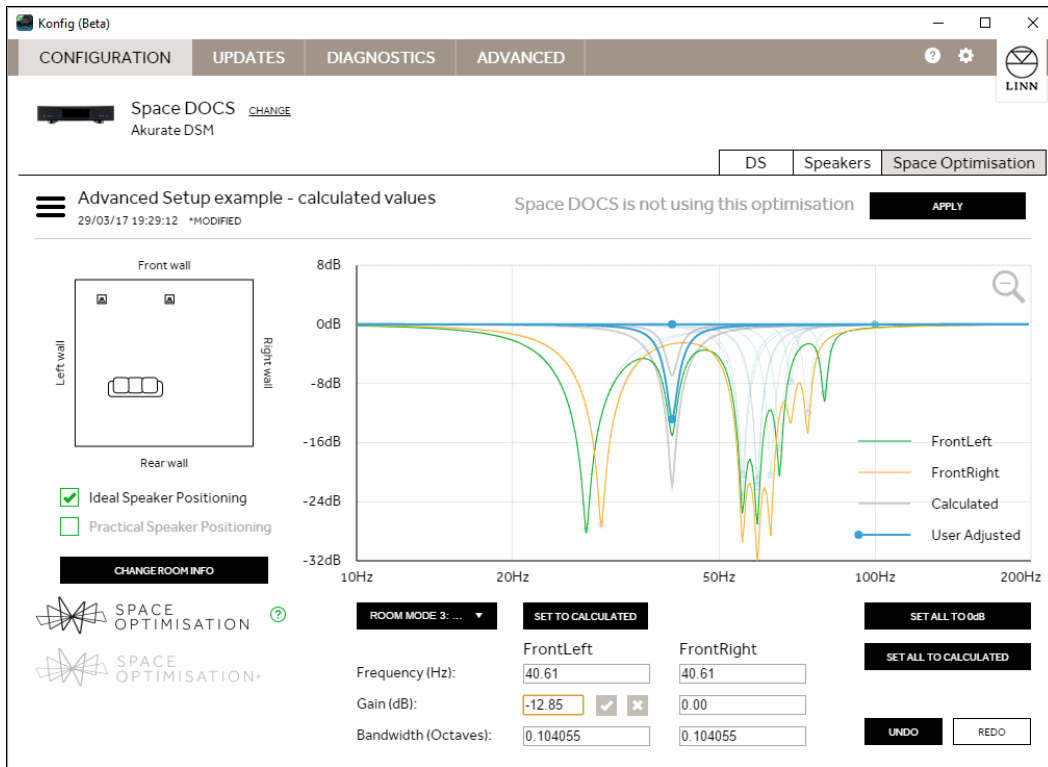 Konfig (Beta)
CONFIGURATION UPDATES DIAGNOSTICS ADVANCED ?
LINN
Space DOCS CHANGE
Akurate DSM
DS Speakers Space Optimisation
Advanced Setup example - calculated values
29/03/17 19:29:12 *MODIFIED
Space DOCS is not using this optimisation APPLY
Front wall
Left wall
Right wall
Rear wall
Ideal Speaker Positioning
Practical Speaker Positioning
CHANGE ROOM INFO
SPACE
OPTIMISATION ?
SPACE
OPTIMISATION+
8dB
0dB
-8dB
-16dB
-24dB
-32dB
10Hz 20Hz 50Hz 100Hz 200Hz
FrontLeft
FrontRight
Calculated
User Adjusted
ROOM MODE 3: ... SET TO CALCULATED SET ALL TO 0dB
SET ALL TO CALCULATED
FrontLeft FrontRight
Frequency (Hz): 40.61 40.61
Gain (dB): -12.85 0.00
Bandwidth (Octaves): 0.104055 0.104055
UNDO REDO